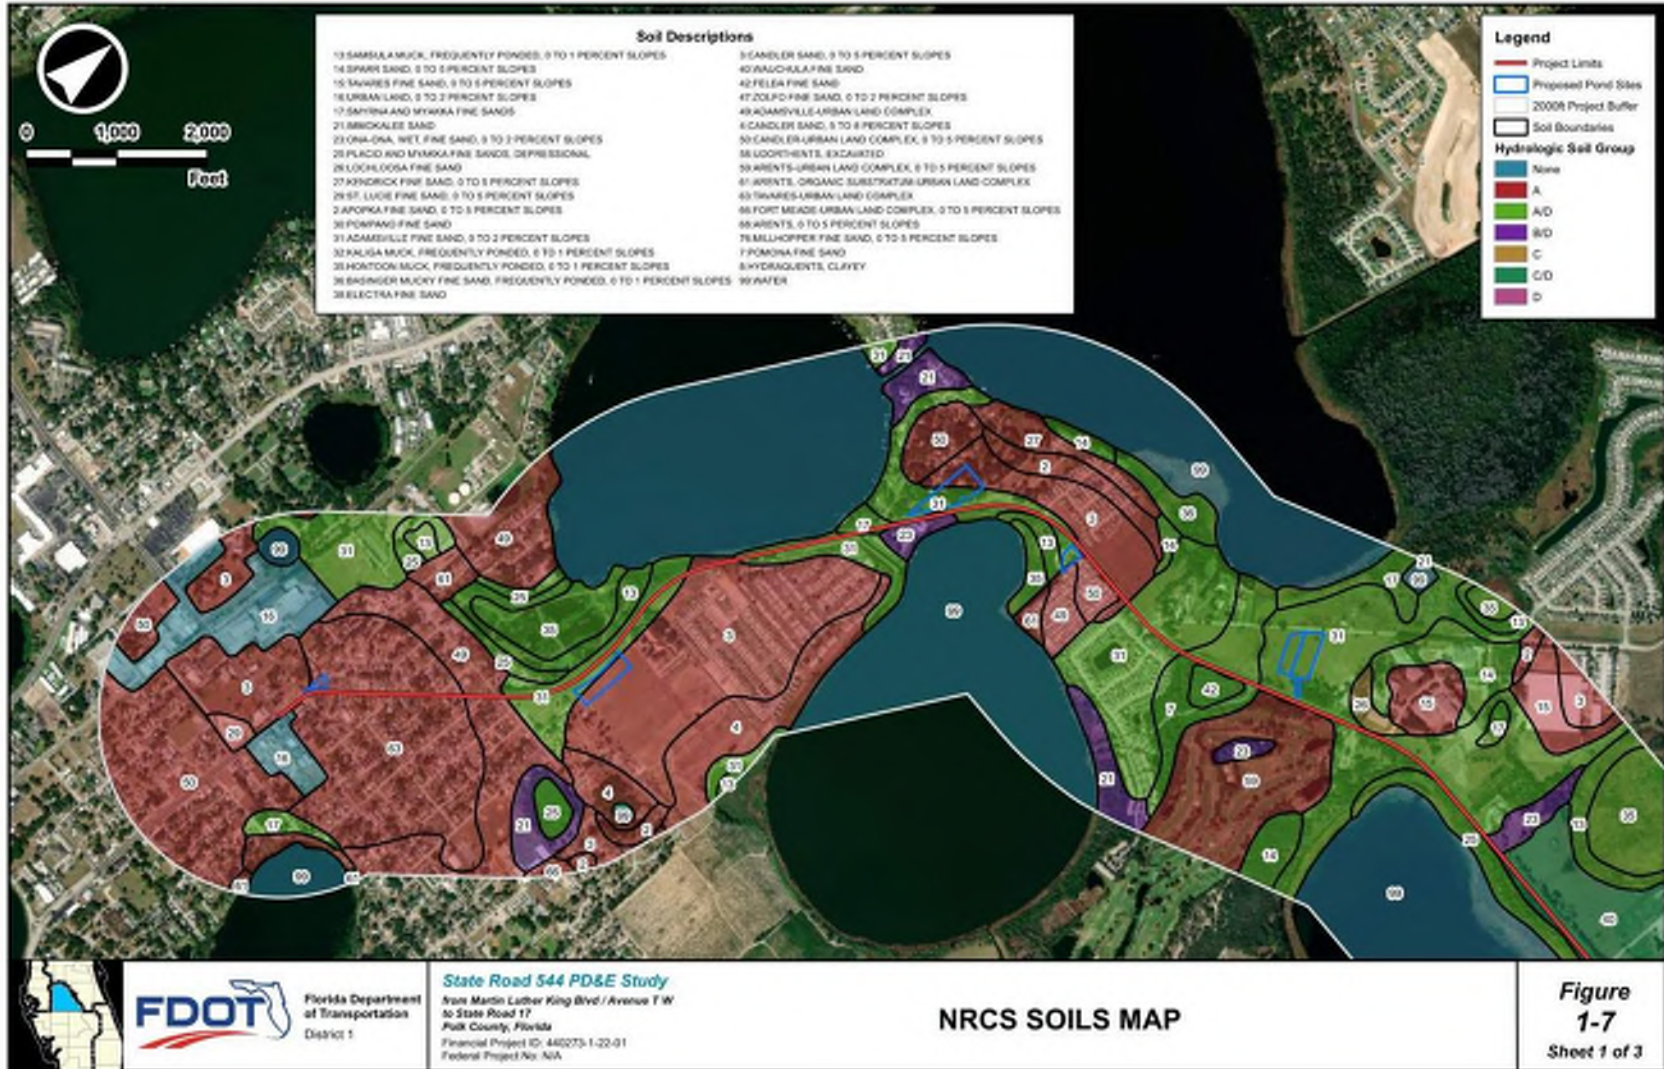 0 1,000 2,000
Feet
Soil Descriptions
13:SAMSULA MUCK, FREQUENTLY PONDED, 0 TO 1 PERCENT SLOPES
14:SPARR SAND, 0 TO 5 PERCENT SLOPES
15:TAVARES FINE SAND, 0 TO 5 PERCENT SLOPES
16:URBAN LAND, 0 TO 2 PERCENT SLOPES
17:SMYRNA AND MYAKKA FINE SANDS
21:IMMOKALEE SAND
23:ONA-ONA, WET, FINE SAND, 0 TO 2 PERCENT SLOPES
25:PLACID AND MYAKKA FINE SANDS, DEPRESSIONAL
26:LOCHLOOSA FINE SAND
27:KENDRICK FINE SAND, 0 TO 5 PERCENT SLOPES
29:ST. LUCIE FINE SAND, 0 TO 5 PERCENT SLOPES
2:APOPKA FINE SAND, 0 TO 5 PERCENT SLOPES
30:POMPANO FINE SAND
31:ADAMSVILLE FINE SAND, 0 TO 2 PERCENT SLOPES
32:KALIGA MUCK, FREQUENTLY PONDED, 0 TO 1 PERCENT SLOPES
35:HONTOON MUCK, FREQUENTLY PONDED, 0 TO 1 PERCENT SLOPES
36:BASINGER MUCKY FINE SAND, FREQUENTLY PONDED, 0 TO 1 PERCENT SLOPES
38:ELECTRA FINE SAND
3:CANDLER SAND, 0 TO 5 PERCENT SLOPES
40:WAUCHULA FINE SAND
42:FELDA FINE SAND
47:ZOLFO FINE SAND, 0 TO 2 PERCENT SLOPES
49:ADAMSVILLE-URBAN LAND COMPLEX
4:CANDLER SAND, 5 TO 8 PERCENT SLOPES
50:CANDLER-URBAN LAND COMPLEX, 0 TO 5 PERCENT SLOPES
58:UDORTHENTS, EXCAVATED
59:ARENTS-URBAN LAND COMPLEX, 0 TO 5 PERCENT SLOPES
61:ARENTS, ORGANIC SUBSTRATUM-URBAN LAND COMPLEX
63:TAVARES-URBAN LAND COMPLEX
66:FORT MEADE-URBAN LAND COMPLEX, 0 TO 5 PERCENT SLOPES
68:ARENTS, 0 TO 5 PERCENT SLOPES
76:MILLHOPPER FINE SAND, 0 TO 5 PERCENT SLOPES
7:POMONA FINE SAND
8:HYDRAQUENTS, CLAYEY
99:WATER
Legend
Project Limits
Proposed Pond Sites
2000ft Project Buffer
Soil Boundaries
Hydrologic Soil Group
None
A
A/D
B/D
C
C/D
D
FDOT
Florida Department
of Transportation
District 1
State Road 544 PD&E Study
from Martin Luther King Blvd / Avenue T W
to State Road 17
Polk County, Florida
Financial Project ID: 440273-1-22-01
Federal Project No: N/A
NRCS SOILS MAP
Figure
1-7
Sheet 1 of 3